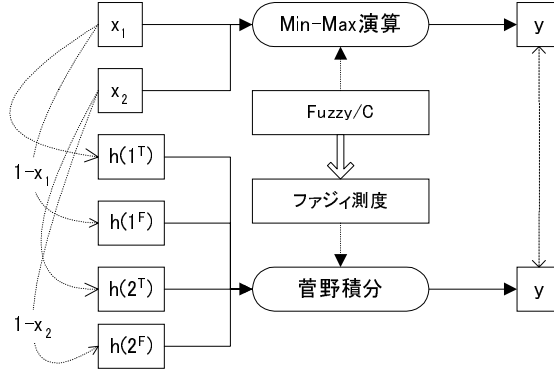 x₁
Min-Max演算
y
x₂
Fuzzy/C
h(1ᵀ)
1-x₁
ファジィ測度
h(1ᶠ)
h(2ᵀ)
菅野積分
y
1-x₂
h(2ᶠ)